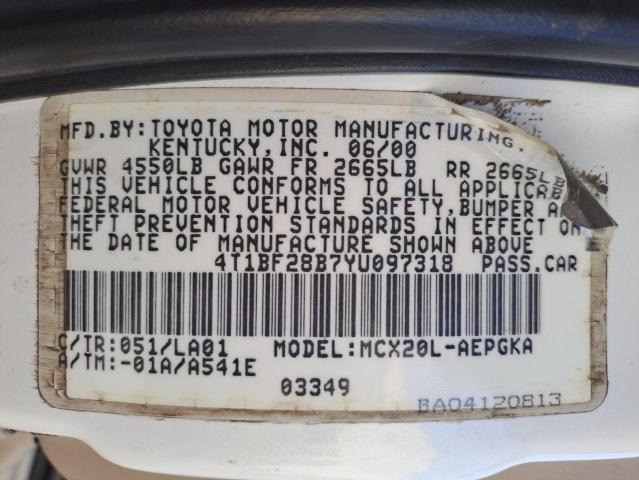 MFD.BY:TOYOTA MOTOR MANUFACTURING,
KENTUCKY,INC. 06/00
GVWR 4550LB GAWR FR 2665LB RR 2665LB
THIS VEHICLE CONFORMS TO ALL
FEDERAL MOTOR VEHICLE SAFETY,BUMPER
THEFT PREVENTION STANDARDS IN EFFECT ON
THE DATE OF MANUFACTURE SHOWN ABOVE
4T1BF28B7YU097318 PASS.CAR
C/TR:051/LA01 MODEL:MCX20L-AEPGKA
A/TM:-01A/A541E
03349
BA04120813